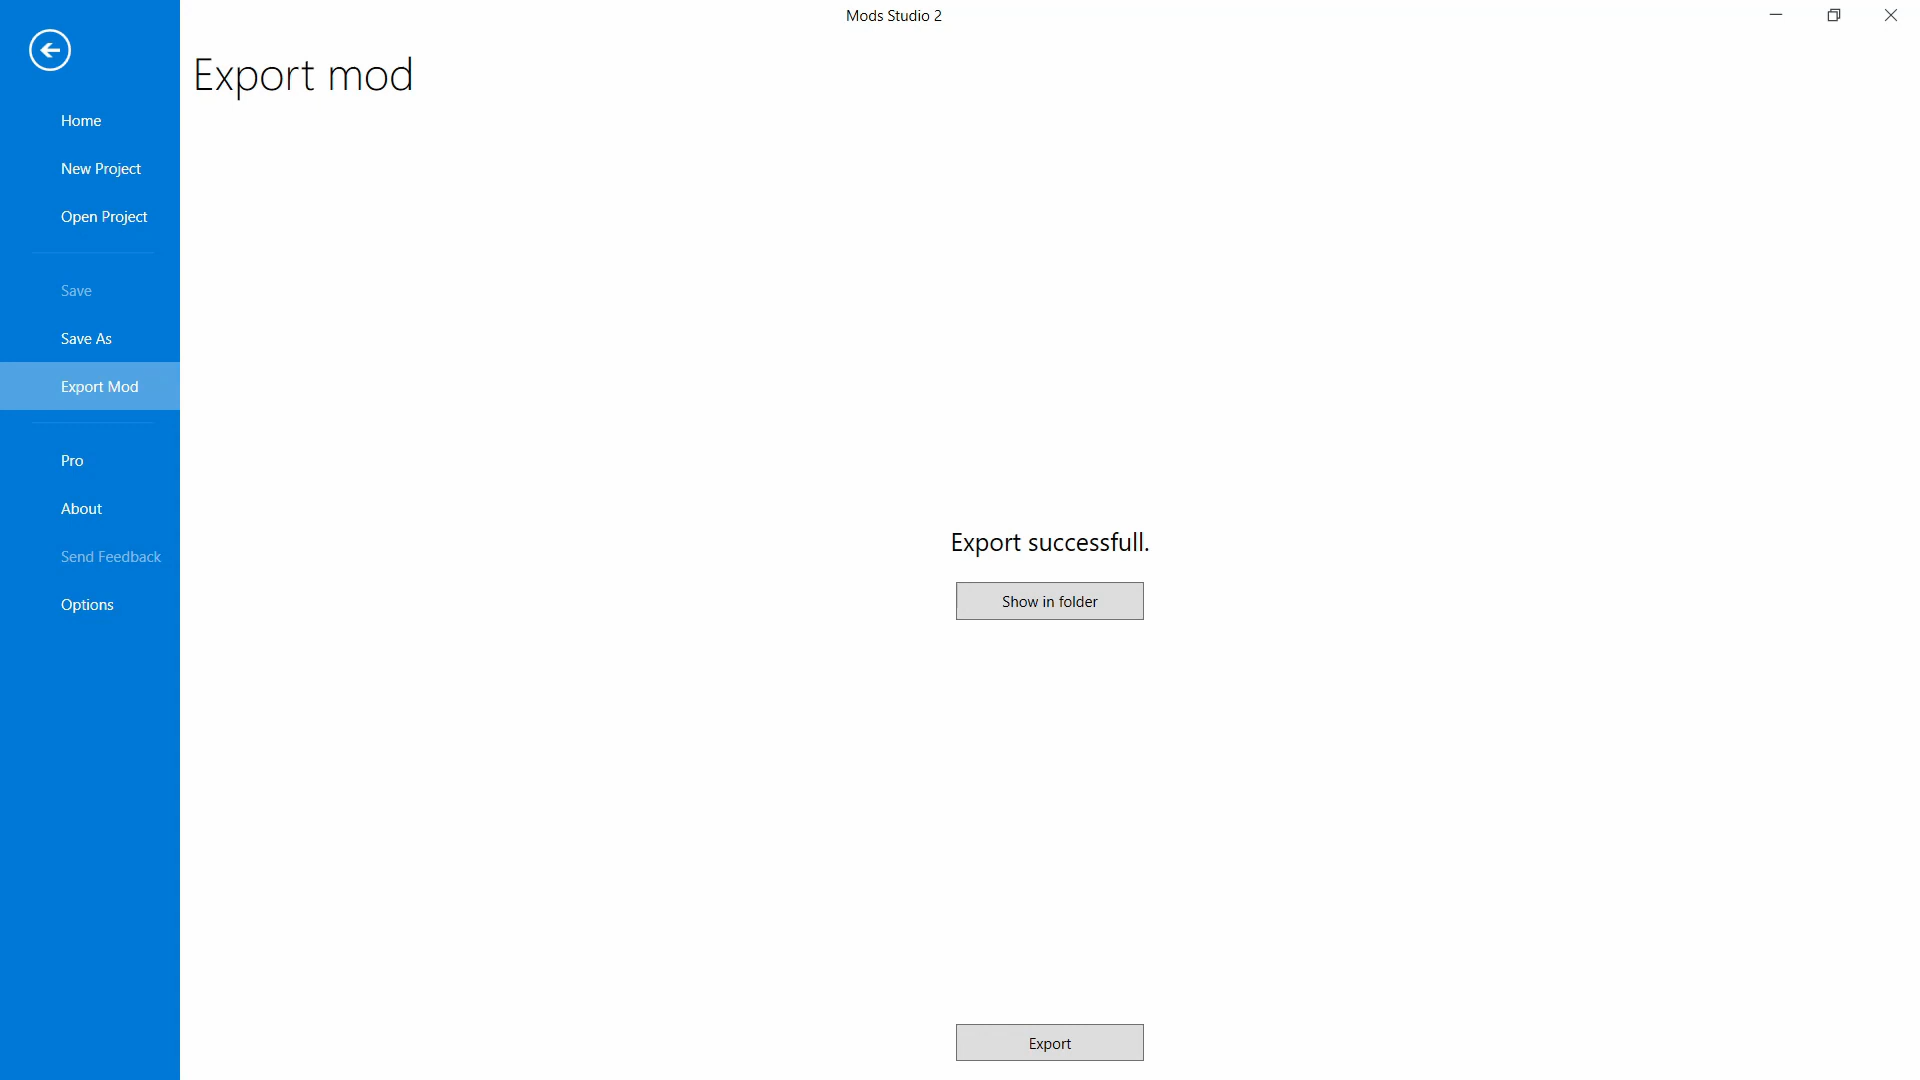 Mods Studio 2
Export mod
Home
New Project
Open Project
Save
Save As
Export Mod
Pro
About
Send Feedback
Options
Export successfull.
Show in folder
Export